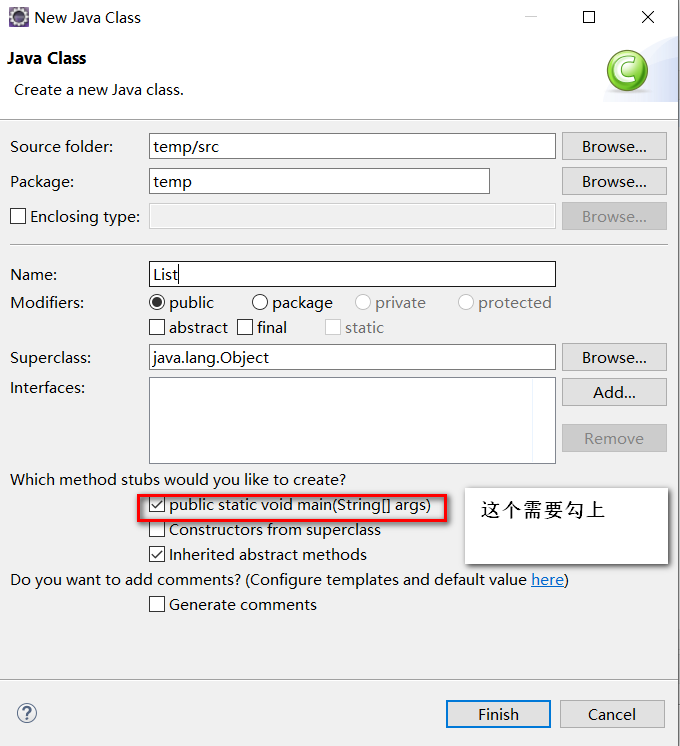 New Java Class
Java Class
Create a new Java class.
Source folder: temp/src Browse...
Package: temp Browse...
Enclosing type: Browse...
Name: List
Modifiers: public package private protected
abstract final static
Superclass: java.lang.Object Browse...
Interfaces: Add...
Remove
Which method stubs would you like to create?
public static void main(String[] args) 这个需要勾上
Constructors from superclass
Inherited abstract methods
Do you want to add comments? (Configure templates and default value here)
Generate comments
? Finish Cancel